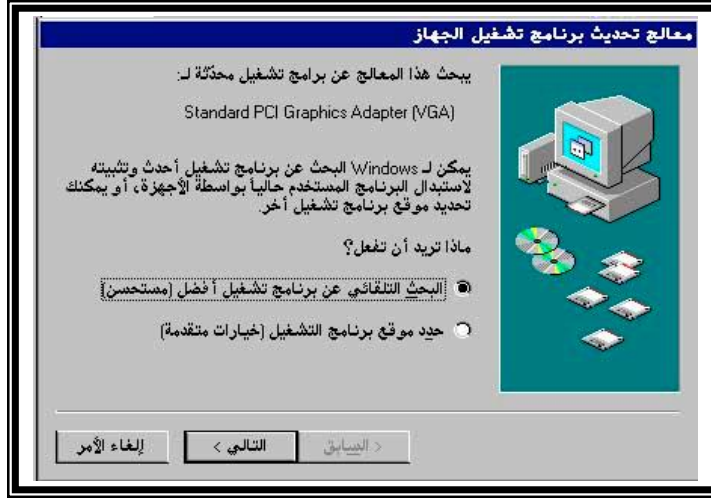 معالج تحديث برنامج تشغيل الجهاز
يبحث هذا المعالج عن برامج تشغيل محدّثة لـ:
Standard PCI Graphics Adapter (VGA)
يمكن لـ Windows البحث عن برنامج تشغيل أحدث وتثبيته
لاستبدال البرنامج المستخدم حالياً بواسطة الأجهزة، أو يمكنك
تحديد موقع برنامج تشغيل أخر.
ماذا تريد أن تفعل؟
البحث التلقائي عن برنامج تشغيل أفضل (مستحسن)
حدد موقع برنامج التشغيل (خيارات متقدمة)
< السابق
التالي >
إلغاء الأمر